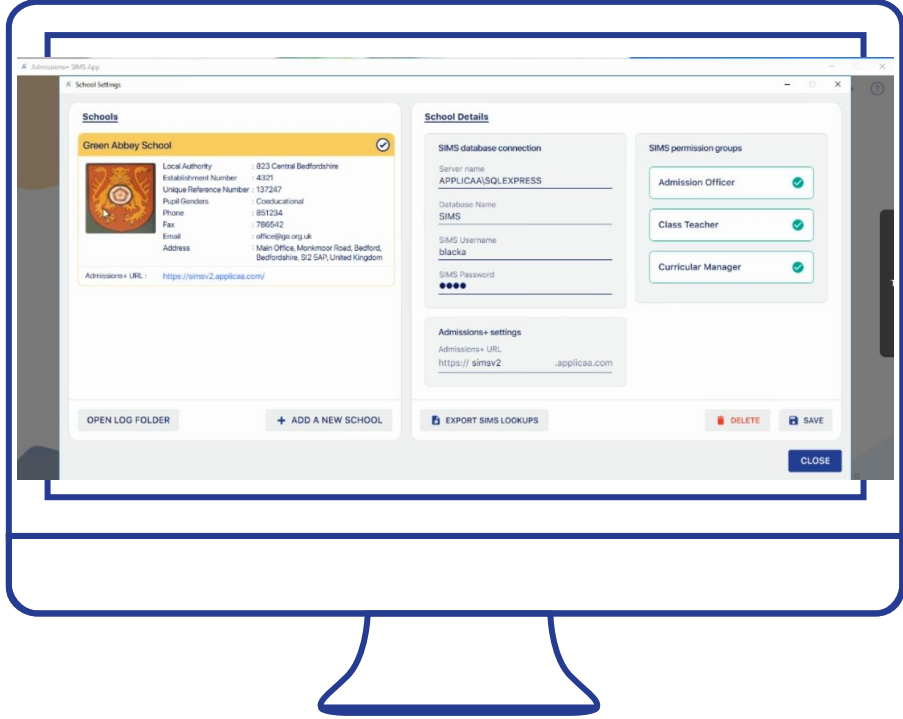 Admissions+ SIMS App
School Settings
Schools
Green Abbey School
Local Authority : 823 Central Bedfordshire
Establishment Number : 4321
Unique Reference Number : 137247
Pupil Genders : Coeducational
Phone : 851234
Fax : 786542
Email : office@ga.org.uk
Address : Main Office, Monkmoor Road, Bedford,
Bedfordshire, SI2 5AP, United Kingdom
Admissions+ URL : https://simsv2.applicaa.com/
OPEN LOG FOLDER
+ ADD A NEW SCHOOL
School Details
SIMS database connection
Server name
APPLICAA\SQLEXPRESS
Database Name
SIMS
SIMS Username
blacka
SIMS Password
●●●●
Admissions+ settings
Admissions+ URL
https:// simsv2 .applicaa.com
SIMS permission groups
Admission Officer
Class Teacher
Curricular Manager
EXPORT SIMS LOOKUPS
DELETE
SAVE
CLOSE